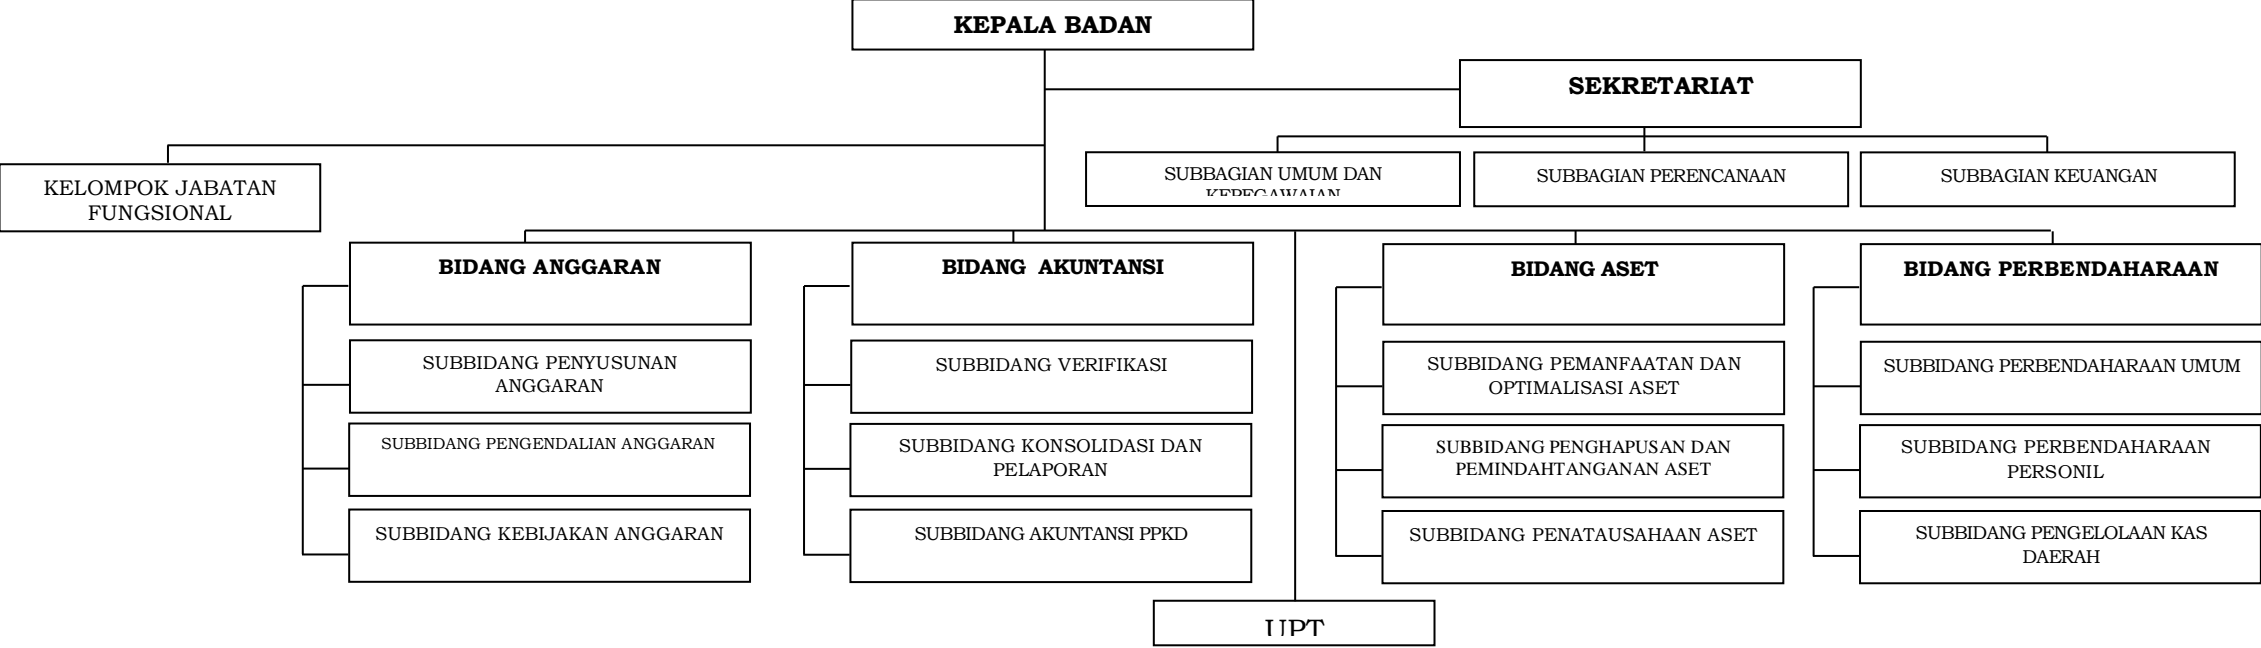 KEPALA BADAN
SEKRETARIAT
SUBBAGIAN UMUM DAN
KEPEGAWAIAN
SUBBAGIAN PERENCANAAN
SUBBAGIAN KEUANGAN
KELOMPOK JABATAN
FUNGSIONAL
BIDANG ANGGARAN
SUBBIDANG PENYUSUNAN
ANGGARAN
SUBBIDANG PENGENDALIAN ANGGARAN
SUBBIDANG KEBIJAKAN ANGGARAN
BIDANG AKUNTANSI
SUBBIDANG VERIFIKASI
SUBBIDANG KONSOLIDASI DAN
PELAPORAN
SUBBIDANG AKUNTANSI PPKD
BIDANG ASET
SUBBIDANG PEMANFAATAN DAN
OPTIMALISASI ASET
SUBBIDANG PENGHAPUSAN DAN
PEMINDAHTANGANAN ASET
SUBBIDANG PENATAUSAHAAN ASET
BIDANG PERBENDAHARAAN
SUBBIDANG PERBENDAHARAAN UMUM
SUBBIDANG PERBENDAHARAAN
PERSONIL
SUBBIDANG PENGELOLAAN KAS
DAERAH
UPT